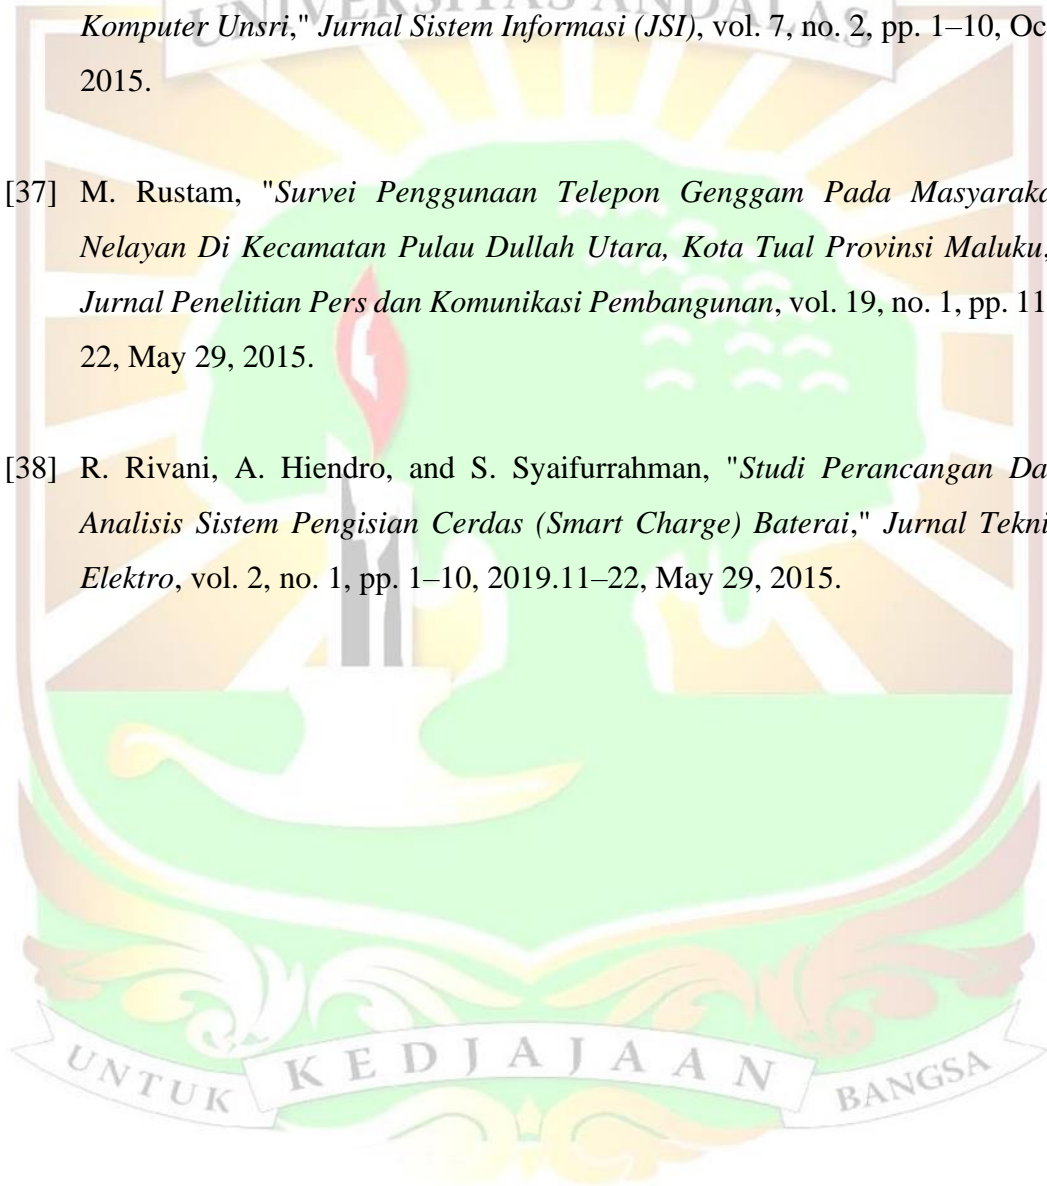 UNIVERSITAS ANDALAS
Komputer Unsri," Jurnal Sistem Informasi (JSI), vol. 7, no. 2, pp. 1–10, Oc
2015.
[37] M. Rustam, "Survei Penggunaan Telepon Genggam Pada Masyaraka
Nelayan Di Kecamatan Pulau Dullah Utara, Kota Tual Provinsi Maluku,
Jurnal Penelitian Pers dan Komunikasi Pembangunan, vol. 19, no. 1, pp. 11
22, May 29, 2015.
[38] R. Rivani, A. Hiendro, and S. Syaifurrahman, "Studi Perancangan Da
Analisis Sistem Pengisian Cerdas (Smart Charge) Baterai," Jurnal Tekni
Elektro, vol. 2, no. 1, pp. 1–10, 2019.11–22, May 29, 2015.
UNTUK KEDJAJAAN BANGSA